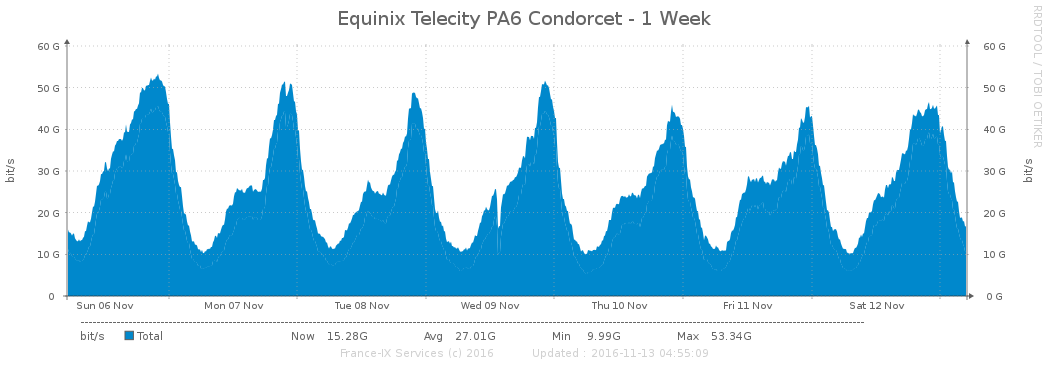 Equinix Telecity PA6 Condorcet - 1 Week
RRDTOOL / TOBI OETIKER
60 G 60 G
50 G 50 G
40 G 40 G
30 G 30 G
20 G 20 G
10 G 10 G
0 0 G
bit/s
bit/s
Sun 06 Nov Mon 07 Nov Tue 08 Nov Wed 09 Nov Thu 10 Nov Fri 11 Nov Sat 12 Nov
bit/s Total Now 15.28G Avg 27.01G Min 9.99G Max 53.34G
France-IX Services (c) 2016 Updated : 2016-11-13 04:55:09